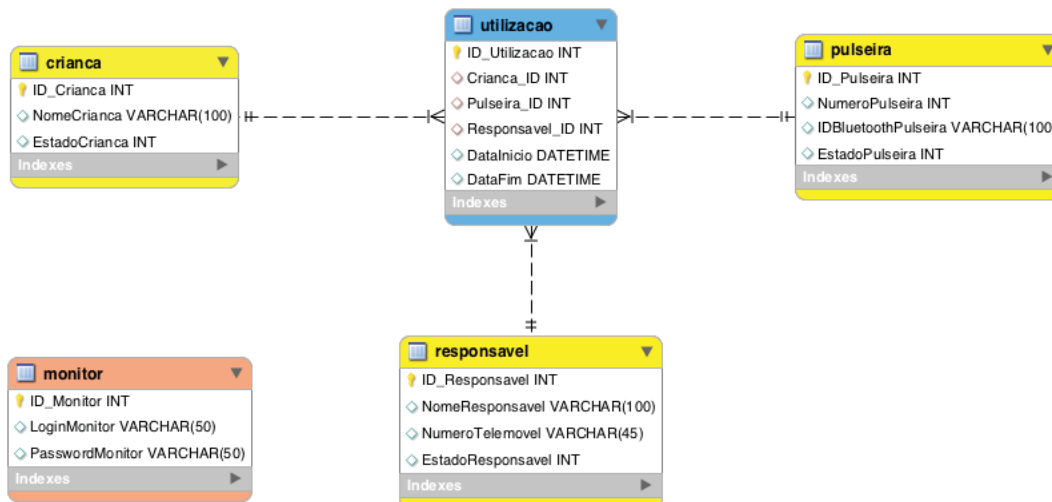 utilizacao
ID_Utilizacao INT
Crianca_ID INT
Pulseira_ID INT
Responsavel_ID INT
DataInicio DATETIME
DataFim DATETIME
Indexes
crianca
ID_Crianca INT
NomeCrianca VARCHAR(100)
EstadoCrianca INT
Indexes
pulseira
ID_Pulseira INT
NumeroPulseira INT
IDBluetoothPulseira VARCHAR(100
EstadoPulseira INT
Indexes
monitor
ID_Monitor INT
LoginMonitor VARCHAR(50)
PasswordMonitor VARCHAR(50)
Indexes
responsavel
ID_Responsavel INT
NomeResponsavel VARCHAR(100)
NumeroTelemovel VARCHAR(45)
EstadoResponsavel INT
Indexes